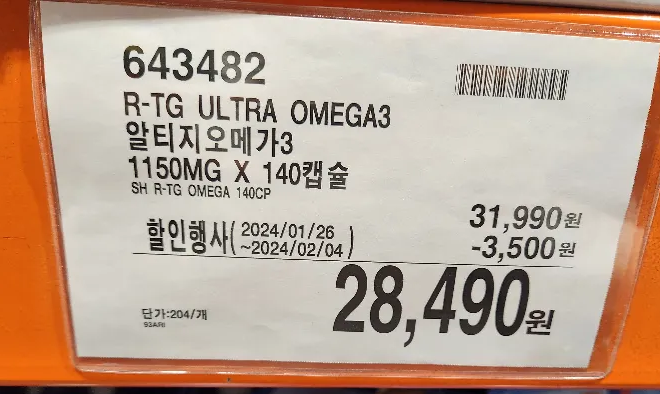 643482
R-TG ULTRA OMEGA3
알티지오메가3
1150MG X 140캡슐
SH R-TG OMEGA 140CP
31,990원
할인행사(2024/01/26 ~2024/02/04) -3,500원
28,490원
단가:204/개
93ARI